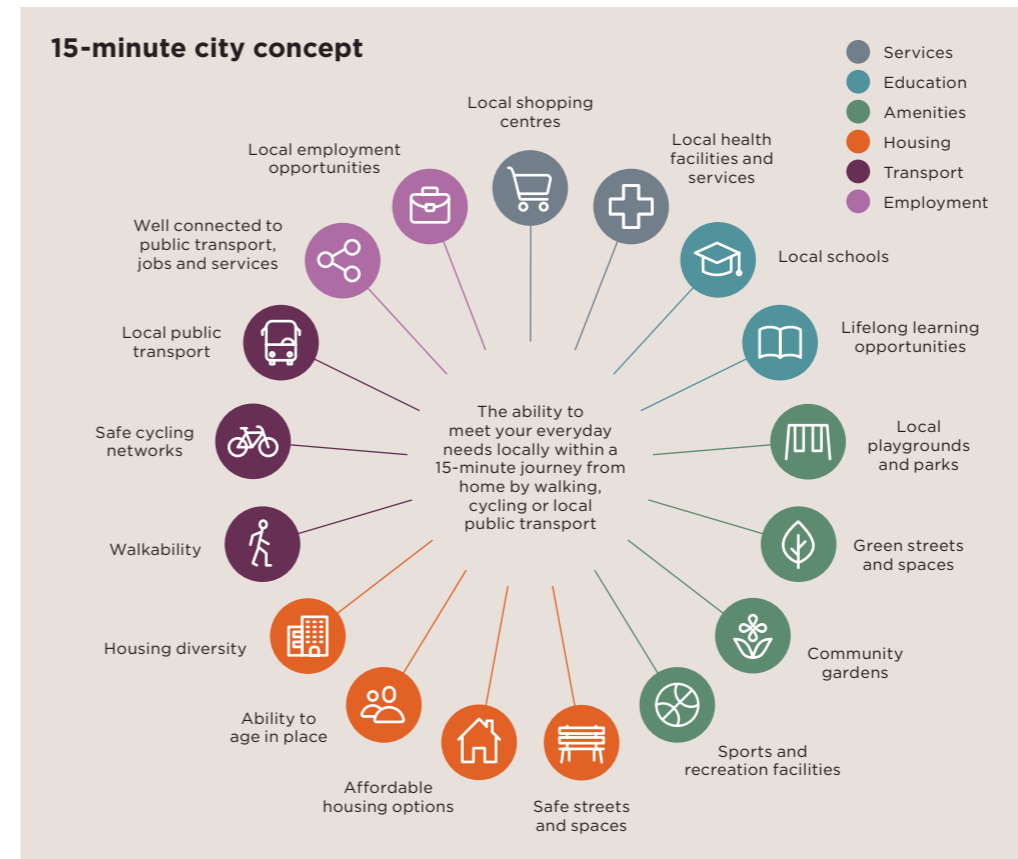 15-minute city concept
Services
Education
Amenities
Housing
Transport
Employment
Local shopping
centres
Local health
facilities and
services
Local schools
Lifelong learning
opportunities
Local
playgrounds
and parks
Green streets
and spaces
Community
gardens
Sports and
recreation facilities
Safe streets
and spaces
Affordable
housing options
Ability to
age in place
Housing diversity
Walkability
Safe cycling
networks
Local public
transport
Well connected to
public transport,
jobs and services
Local employment
opportunities
The ability to
meet your everyday
needs locally within a
15-minute journey from
home by walking,
cycling or local
public transport